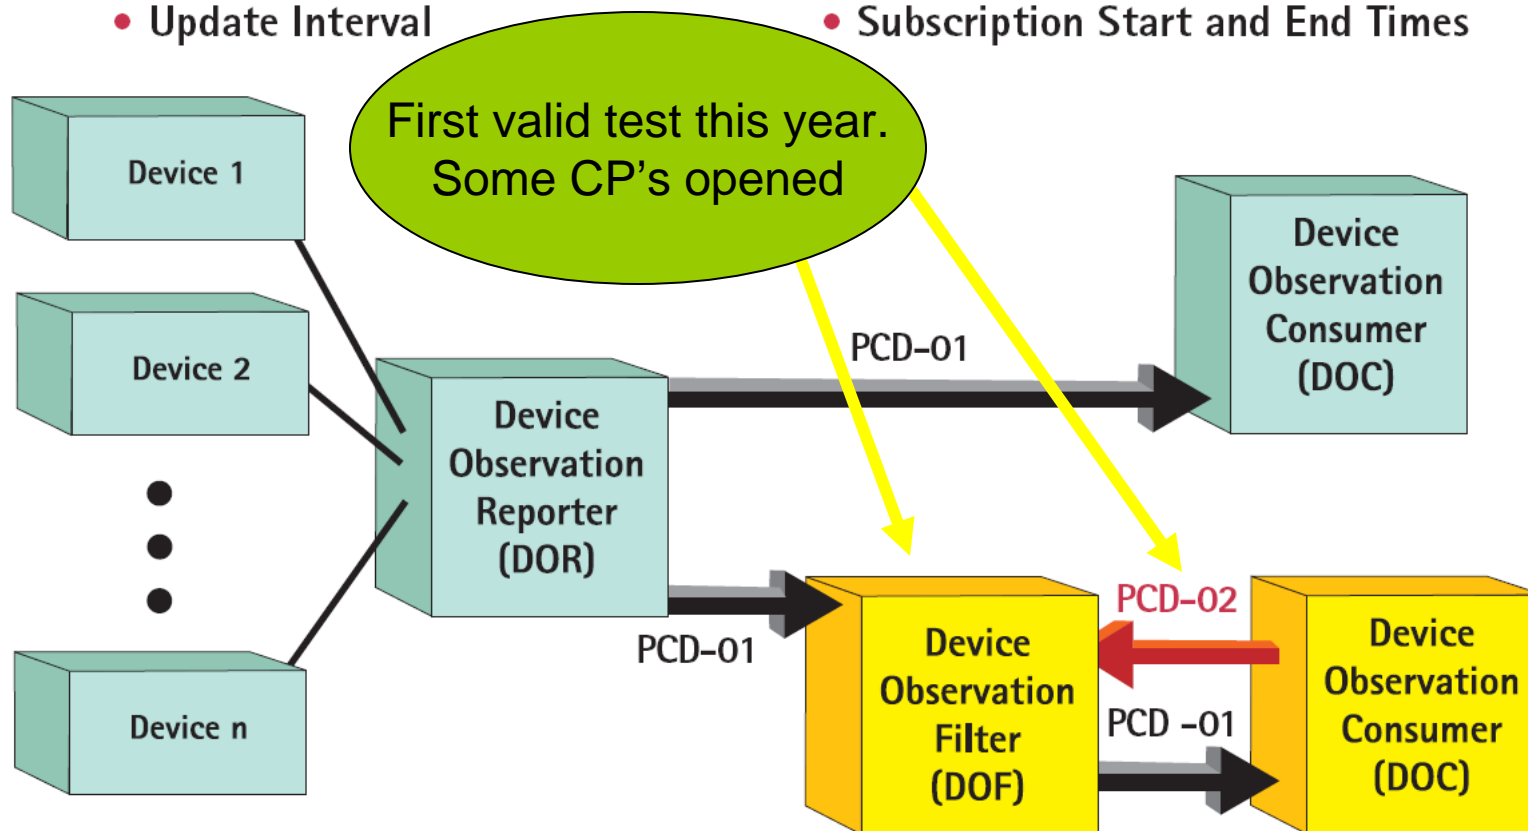 • Update Interval
• Subscription Start and End Times
First valid test this year.
Some CP's opened
Device 1
Device
Observation
Consumer
(DOC)
PCD-01
Device 2
Device
Observation
Reporter
(DOR)
PCD-01
PCD-02
Device
Observation
Filter
(DOF)
Device
Observation
Consumer
(DOC)
PCD -01
Device n